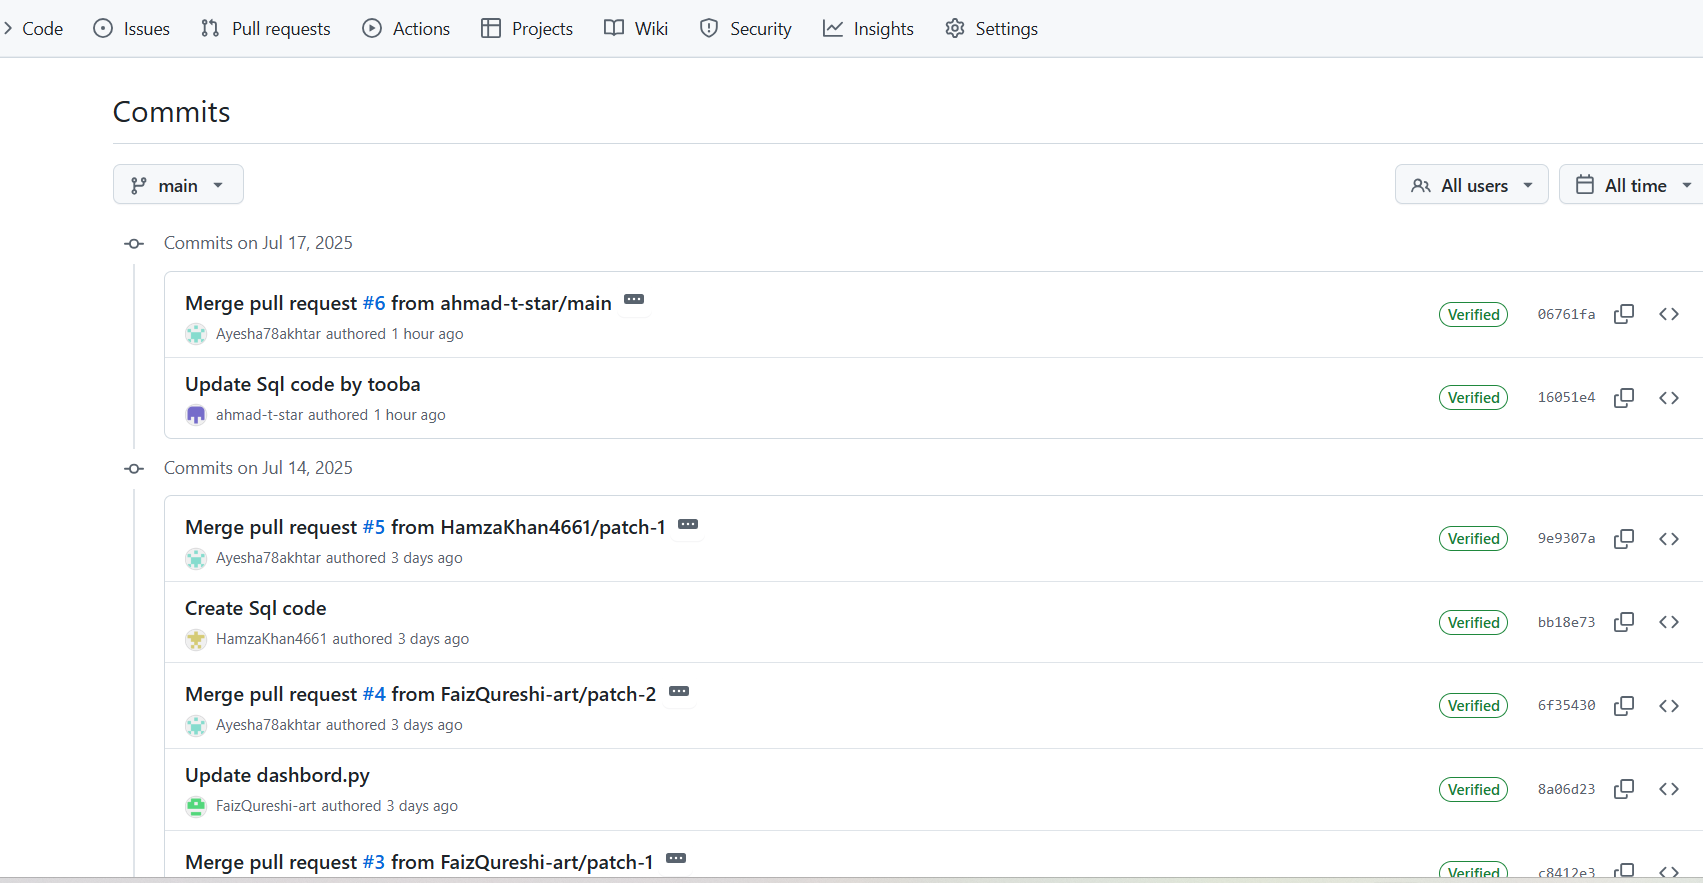 Code Issues Pull requests Actions Projects Wiki Security Insights Settings
Commits
main All users All time
Commits on Jul 17, 2025
Merge pull request #6 from ahmad-t-star/main
Ayesha78akhtar authored 1 hour ago
Verified 06761fa
Update Sql code by tooba
ahmad-t-star authored 1 hour ago
Verified 16051e4
Commits on Jul 14, 2025
Merge pull request #5 from HamzaKhan4661/patch-1
Ayesha78akhtar authored 3 days ago
Verified 9e9307a
Create Sql code
HamzaKhan4661 authored 3 days ago
Verified bb18e73
Merge pull request #4 from FaizQureshi-art/patch-2
Ayesha78akhtar authored 3 days ago
Verified 6f35430
Update dashbord.py
FaizQureshi-art authored 3 days ago
Verified 8a06d23
Merge pull request #3 from FaizQureshi-art/patch-1
Verified c8412e3